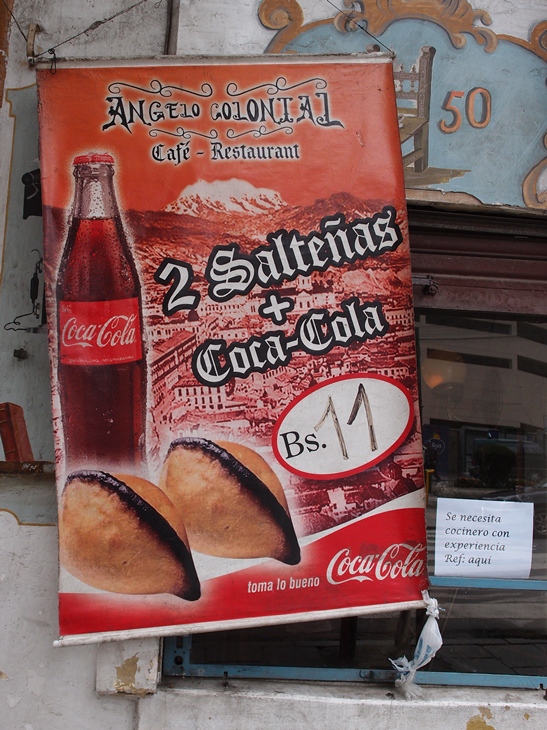 ANGELO COLONIAL
Café - Restaurant
50
2 Salteñas
+
Coca-Cola
Coca-Cola
Bs. 11
toma lo bueno Coca-Cola
Se necesita
cocinero con
experiencia
Ref: aqui